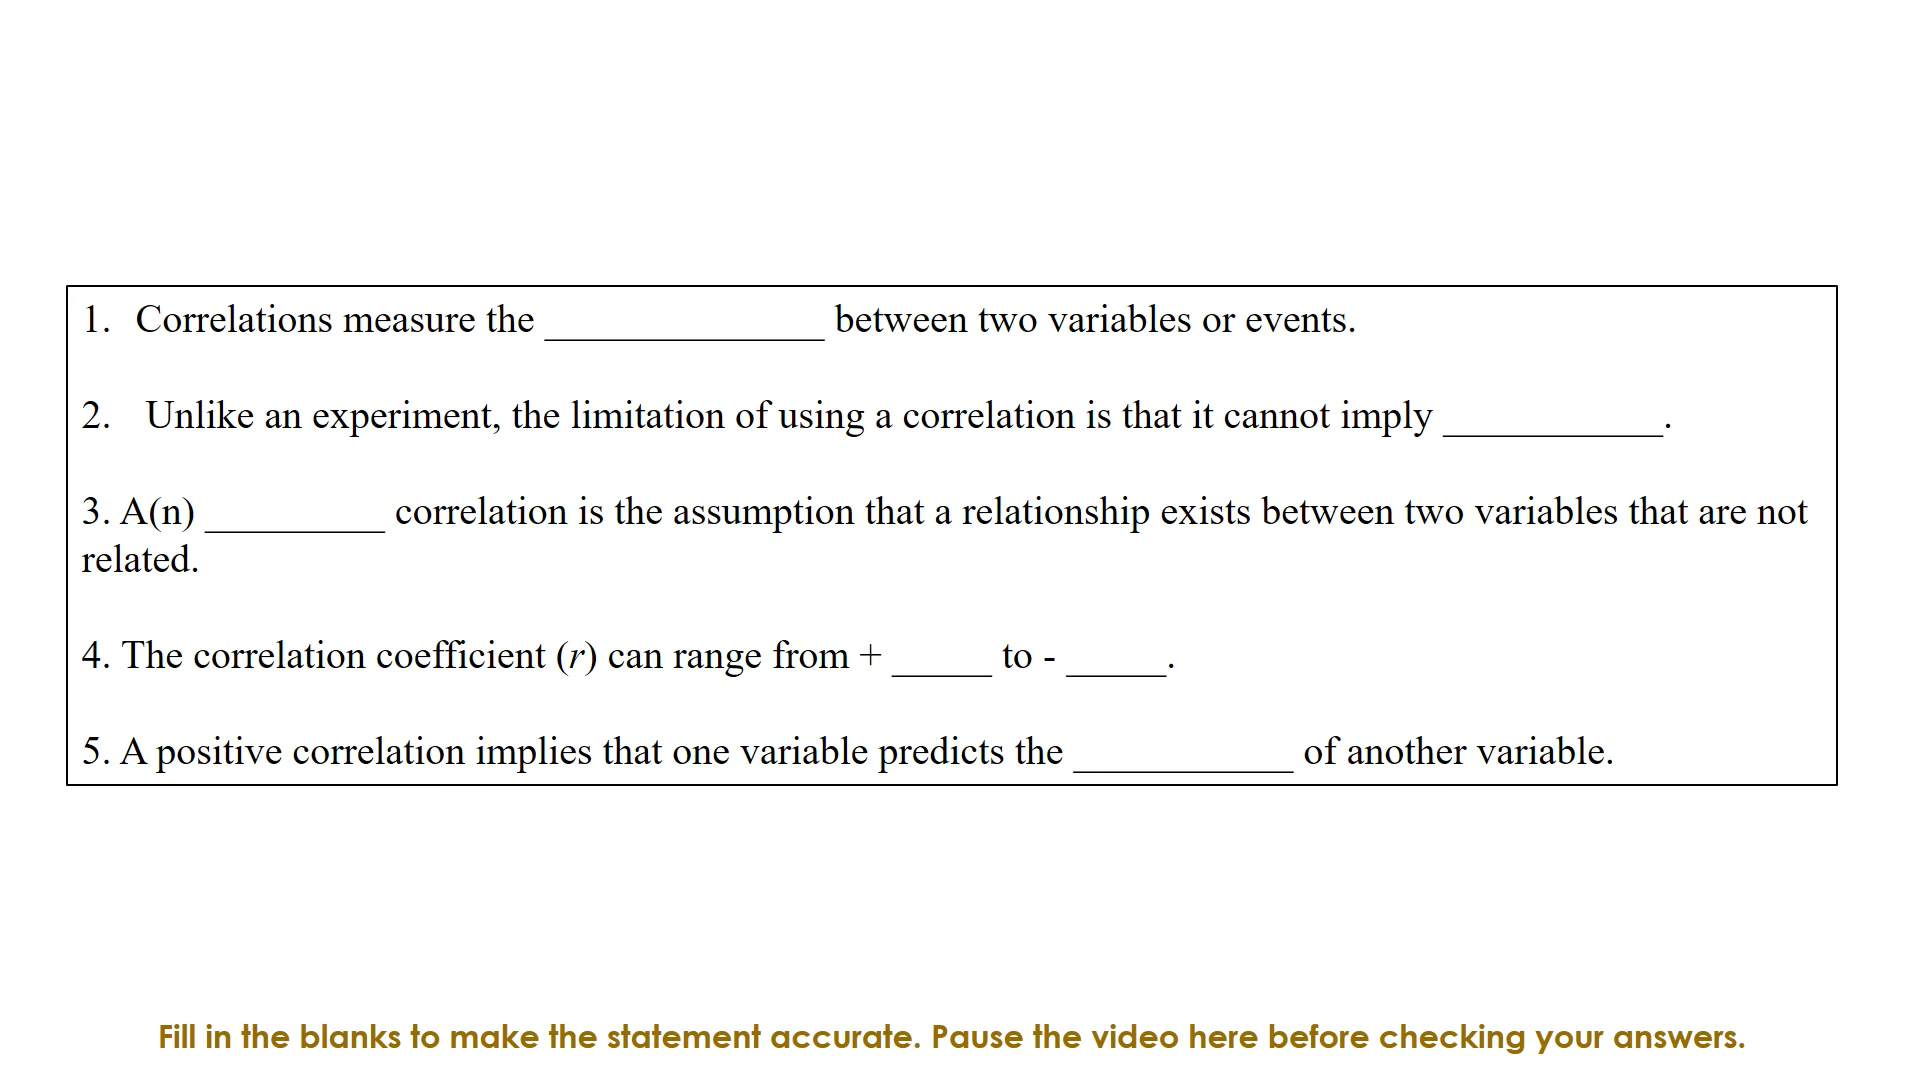 1. Correlations measure the ______________ between two variables or events.
2. Unlike an experiment, the limitation of using a correlation is that it cannot imply ___________.
3. A(n) _________ correlation is the assumption that a relationship exists between two variables that are not
related.
4. The correlation coefficient (r) can range from + _____ to - _____.
5. A positive correlation implies that one variable predicts the ___________ of another variable.
Fill in the blanks to make the statement accurate. Pause the video here before checking your answers.